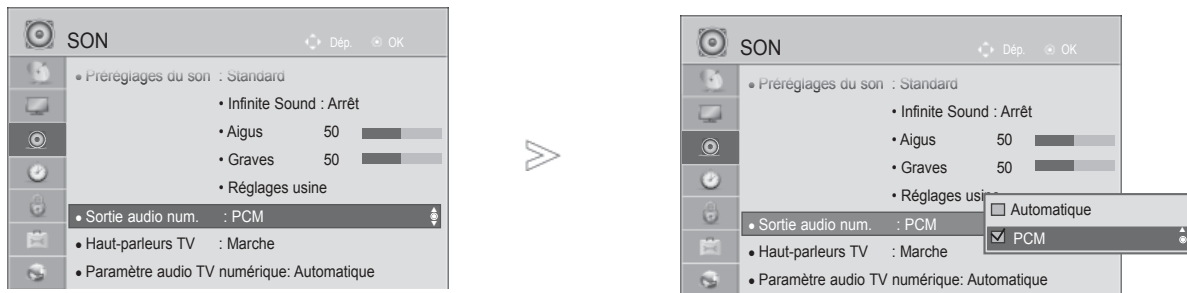 SON
Dép. OK
• Préréglages du son : Standard
• Infinite Sound : Arrêt
• Aigus 50
• Graves 50
• Réglages usine
• Sortie audio num. : PCM
• Haut-parleurs TV : Marche
• Paramètre audio TV numérique: Automatique
SON
Dép. OK
• Préréglages du son : Standard
• Infinite Sound : Arrêt
• Aigus 50
• Graves 50
• Réglages usine
Automatique
• Sortie audio num. : PCM
PCM
• Haut-parleurs TV : Marche
• Paramètre audio TV numérique: Automatique